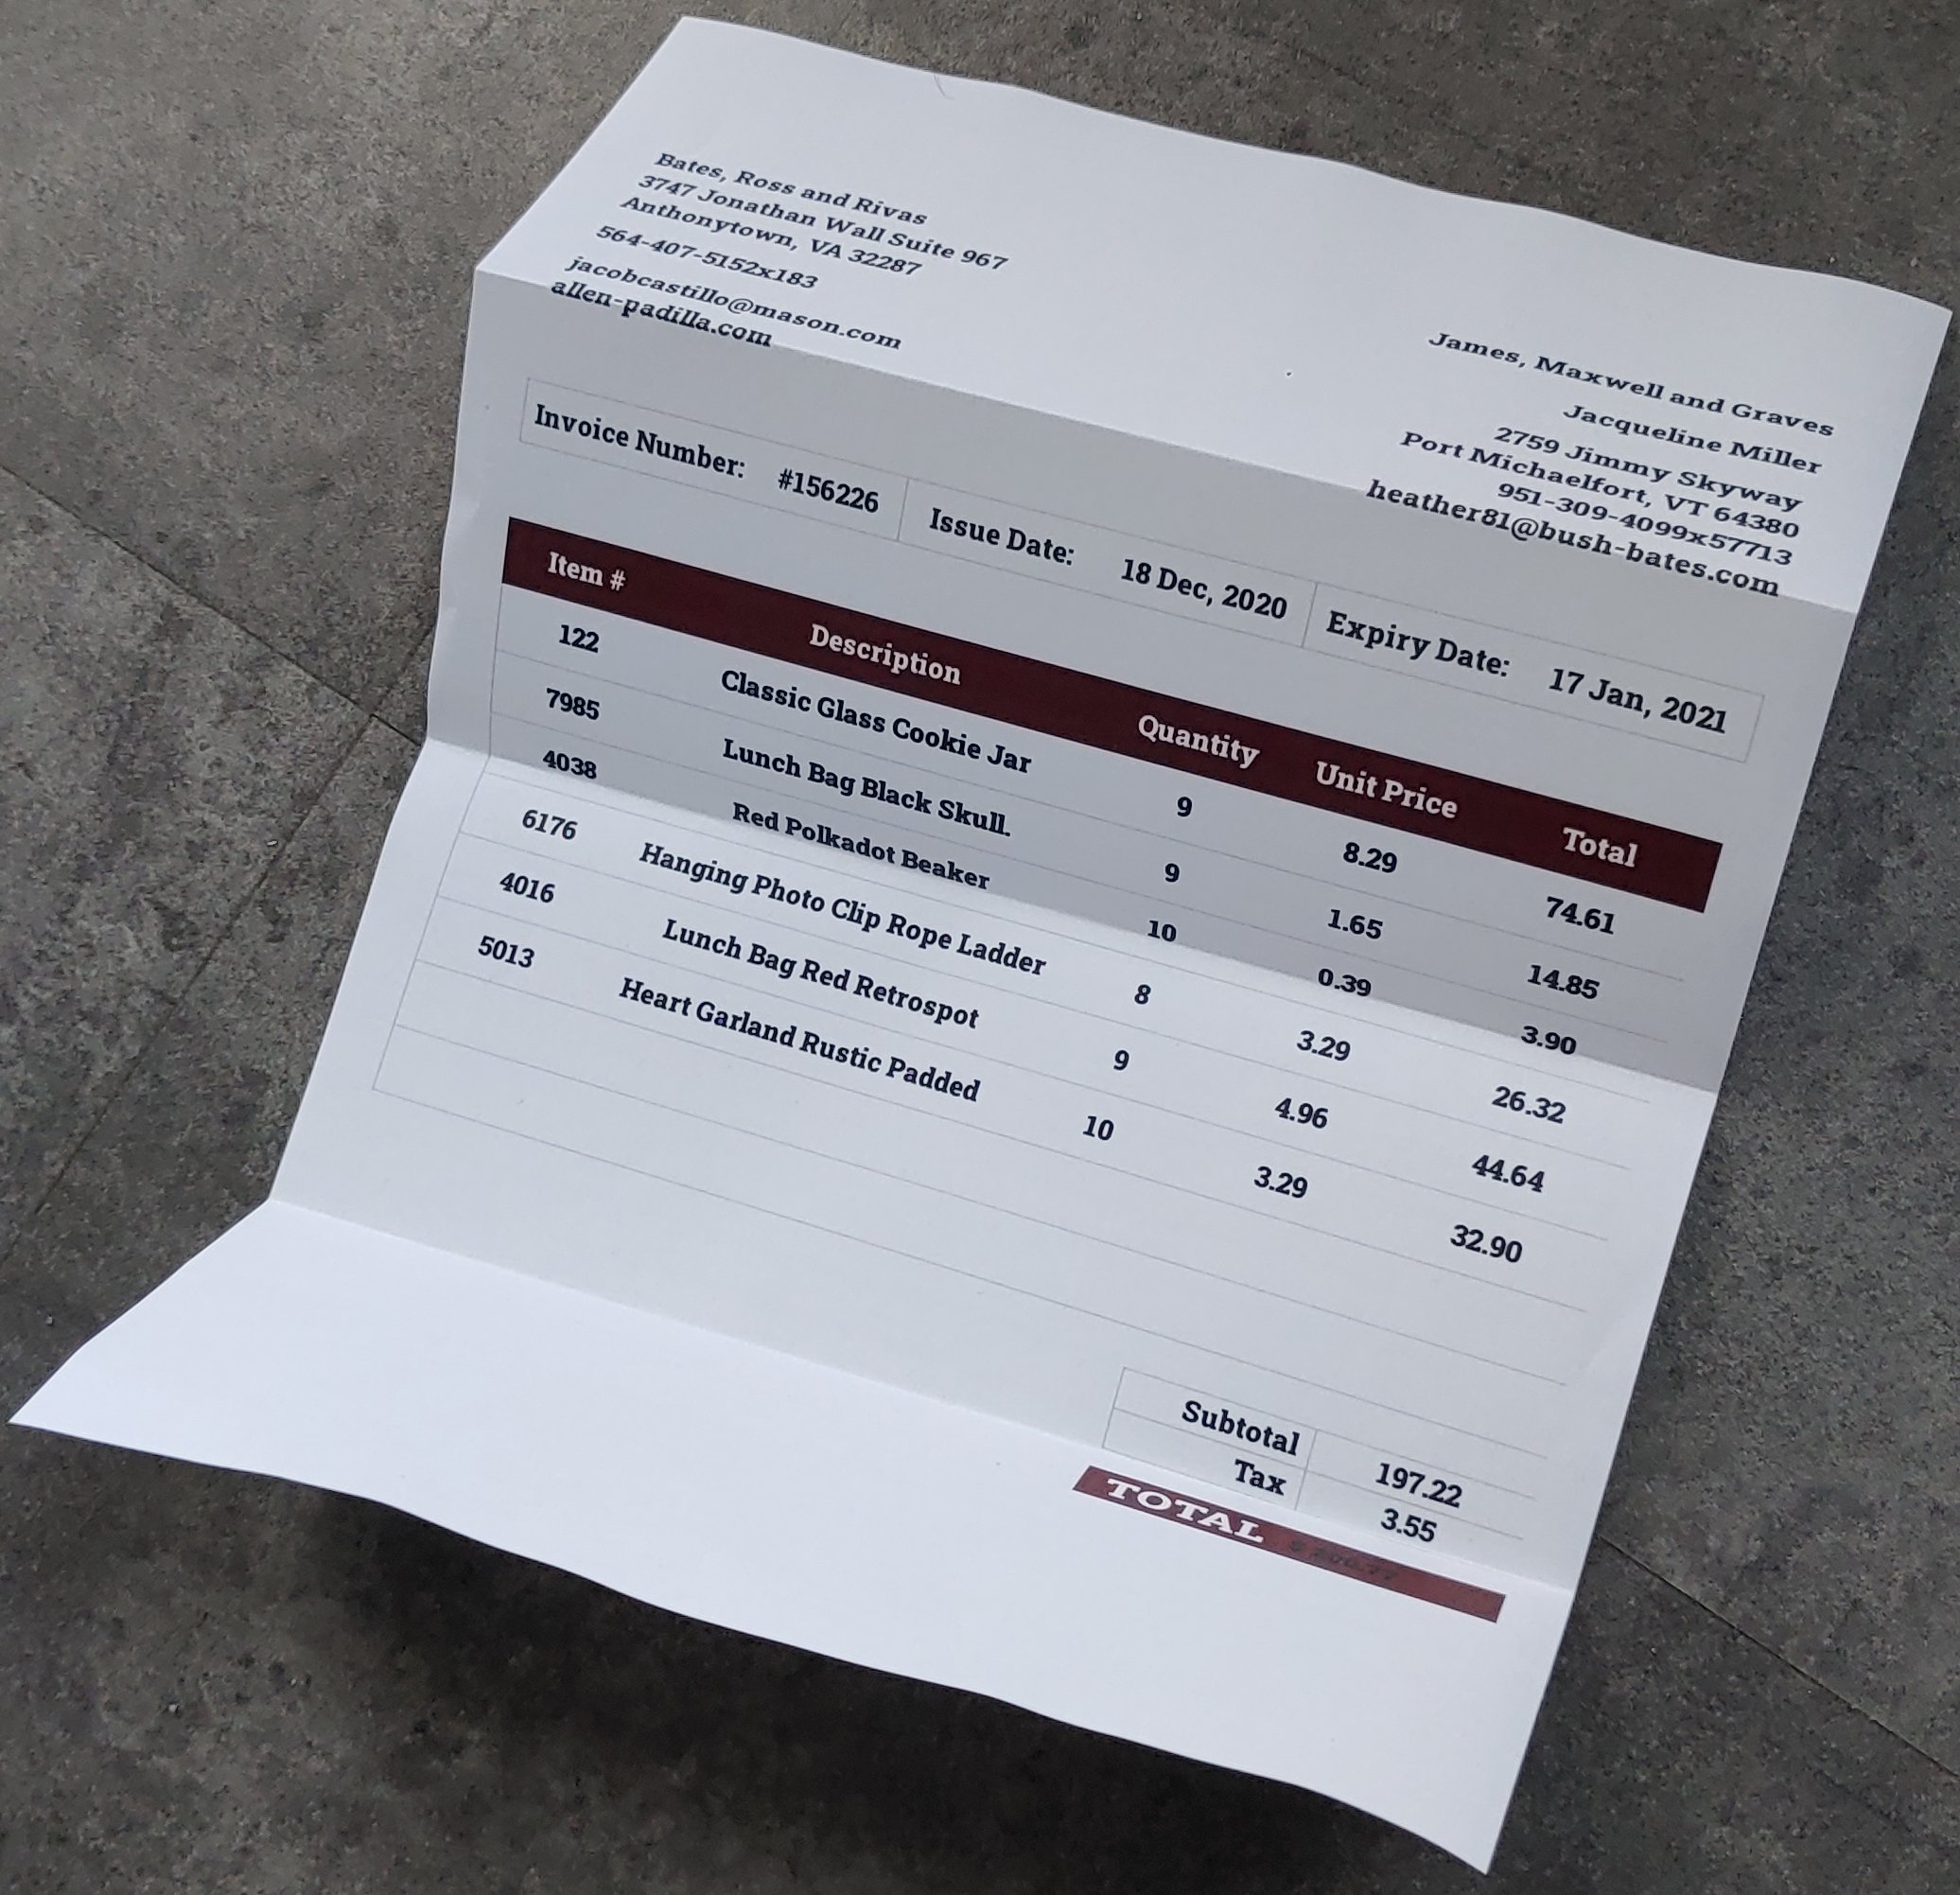 Bates, Ross and Rivas
3747 Jonathan Wall Suite 967
Anthonytown, VA 32287
564-407-5152x183
jacobcastillo@mason.com
allen-padilla.com
James, Maxwell and Graves
Jacqueline Miller
2759 Jimmy Skyway
Port Michaelfort, VT 64380
951-309-4099x57713
heather81@bush-bates.com
Invoice Number: #156226 Issue Date: 18 Dec, 2020 Expiry Date: 17 Jan, 2021
Item # Description Quantity Unit Price Total
122 Classic Glass Cookie Jar 9 8.29 74.61
7985 Lunch Bag Black Skull. 9 1.65 14.85
4038 Red Polkadot Beaker 10 0.39 3.90
6176 Hanging Photo Clip Rope Ladder 8 3.29 26.32
4016 Lunch Bag Red Retrospot 9 4.96 44.64
5013 Heart Garland Rustic Padded 10 3.29 32.90
Subtotal 197.22
Tax 3.55
TOTAL $ 200.77